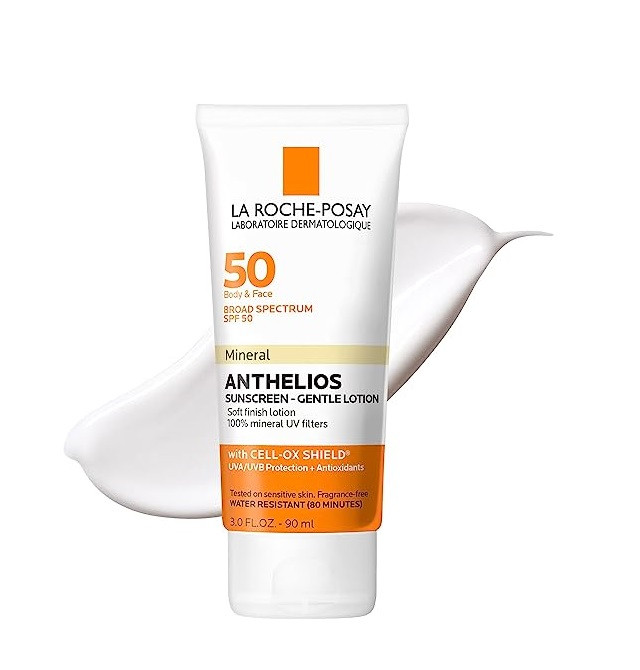 LA ROCHE-POSAY
LABORATOIRE DERMATOLOGIQUE
50
Body & Face
BROAD SPECTRUM
SPF 50
Mineral
ANTHELIOS
SUNSCREEN - GENTLE LOTION
Soft finish lotion
100% mineral UV filters
with CELL-OX SHIELD®
UVA/UVB Protection + Antioxidants
Tested on sensitive skin. Fragrance-free
WATER RESISTANT (80 MINUTES)
3.0 FL.OZ. - 90 ml